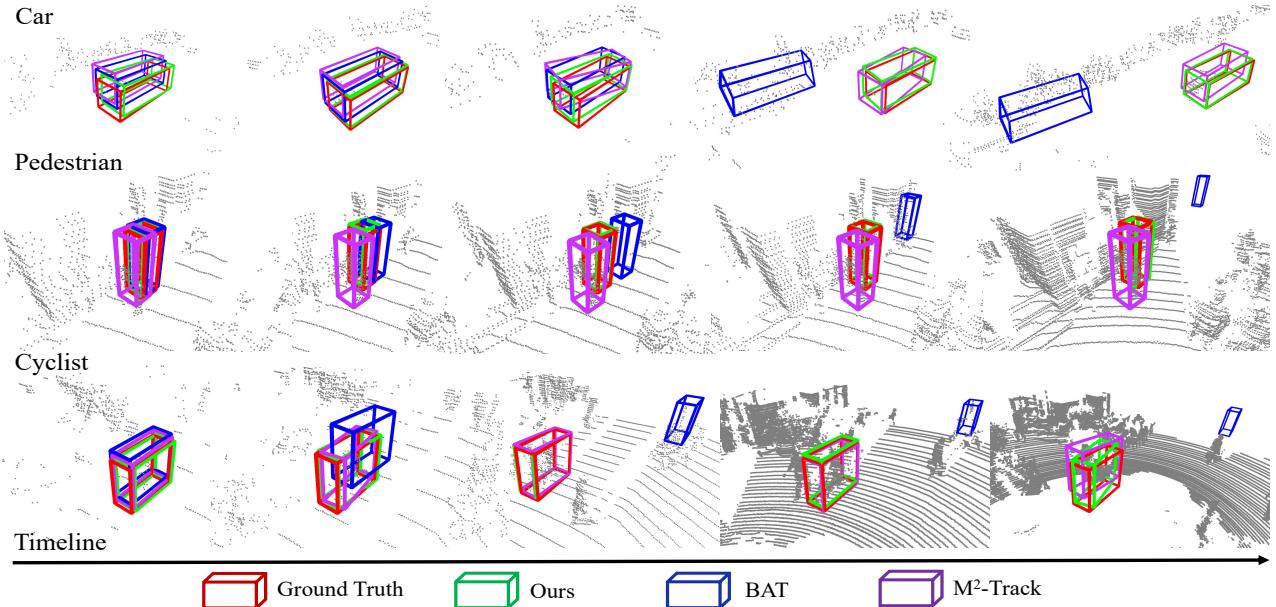 Car
Pedestrian
Cyclist
Timeline
Ground Truth Ours BAT M²-Track